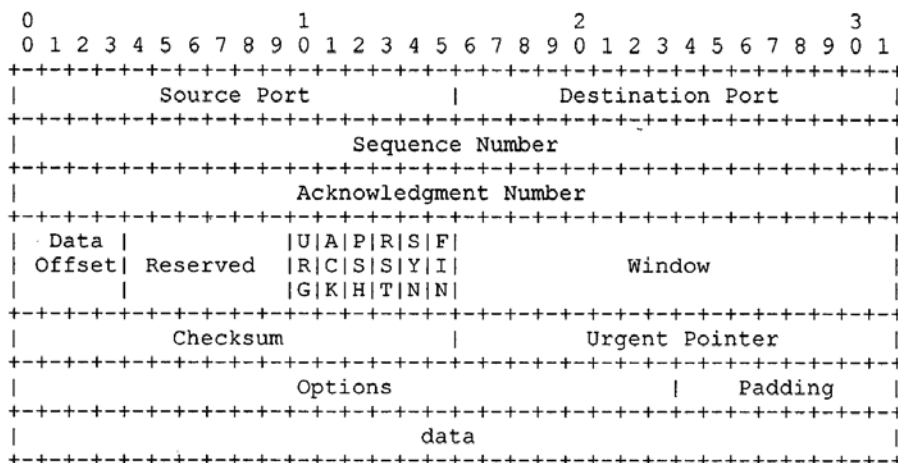 0                   1                   2                   3
 0 1 2 3 4 5 6 7 8 9 0 1 2 3 4 5 6 7 8 9 0 1 2 3 4 5 6 7 8 9 0 1
+-+-+-+-+-+-+-+-+-+-+-+-+-+-+-+-+-+-+-+-+-+-+-+-+-+-+-+-+-+-+-+-+
|          Source Port          |       Destination Port        |
+-+-+-+-+-+-+-+-+-+-+-+-+-+-+-+-+-+-+-+-+-+-+-+-+-+-+-+-+-+-+-+-+
|                        Sequence Number                        |
+-+-+-+-+-+-+-+-+-+-+-+-+-+-+-+-+-+-+-+-+-+-+-+-+-+-+-+-+-+-+-+-+
|                    Acknowledgment Number                      |
+-+-+-+-+-+-+-+-+-+-+-+-+-+-+-+-+-+-+-+-+-+-+-+-+-+-+-+-+-+-+-+-+
|  Data |           |U|A|P|R|S|F|                               |
| Offset| Reserved  |R|C|S|S|Y|I|            Window             |
|       |           |G|K|H|T|N|N|                               |
+-+-+-+-+-+-+-+-+-+-+-+-+-+-+-+-+-+-+-+-+-+-+-+-+-+-+-+-+-+-+-+-+
|           Checksum            |         Urgent Pointer        |
+-+-+-+-+-+-+-+-+-+-+-+-+-+-+-+-+-+-+-+-+-+-+-+-+-+-+-+-+-+-+-+-+
|                    Options                    |    Padding    |
+-+-+-+-+-+-+-+-+-+-+-+-+-+-+-+-+-+-+-+-+-+-+-+-+-+-+-+-+-+-+-+-+
|                             data                              |
+-+-+-+-+-+-+-+-+-+-+-+-+-+-+-+-+-+-+-+-+-+-+-+-+-+-+-+-+-+-+-+-+